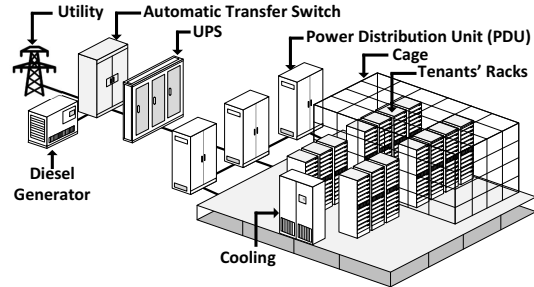 Utility
Automatic Transfer Switch
UPS
Power Distribution Unit (PDU)
Cage
Tenants' Racks
Diesel
Generator
Cooling